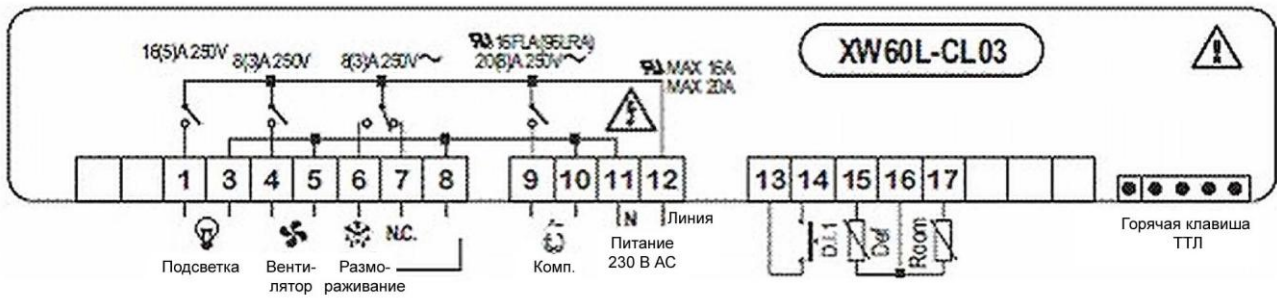 16(5)A 250V
8(3)A 250V
8(3)A 250V~
16FLA(96LRA)
20(8)A 250V~
MAX 16A
MAX 20A
XW60L-CL03
1 3 4 5 6 7 8 9 10 11 12 13 14 15 16 17
N.C.
N
Линия
D.I.1
Def
Room
Подсветка
Венти-
лятор
Размо-
раживание
Комп.
Питание
230 В AC
Горячая клавиша
ТТЛ